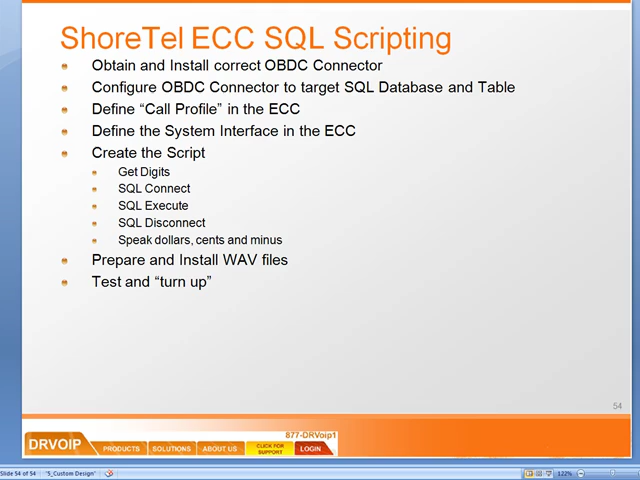 ShoreTel ECC SQL Scripting
Obtain and Install correct OBDC Connector
Configure OBDC Connector to target SQL Database and Table
Define “Call Profile” in the ECC
Define the System Interface in the ECC
Create the Script
Get Digits
SQL Connect
SQL Execute
SQL Disconnect
Speak dollars, cents and minus
Prepare and Install WAV files
Test and “turn up”
54
877-DRVoip1
DRVOIP PRODUCTS SOLUTIONS ABOUT US CLICK FOR SUPPORT LOGIN
Slide 54 of 54 "5_Custom Design" 122%